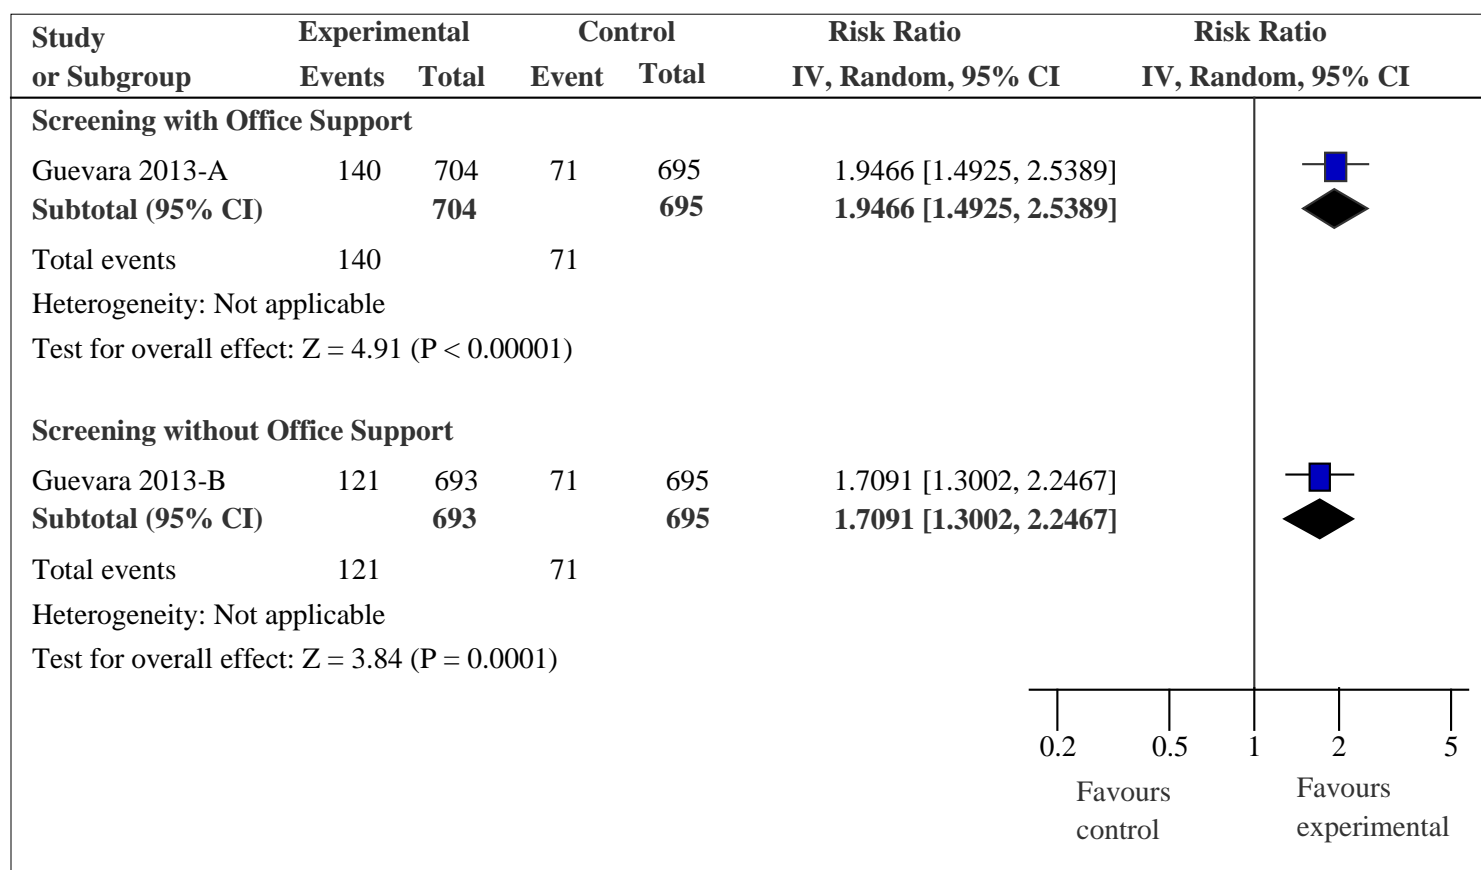 Study Experimental Control Risk Ratio Risk Ratio
or Subgroup Events Total Event Total IV, Random, 95% CI IV, Random, 95% CI
Screening with Office Support
Guevara 2013-A 140 704 71 695 1.9466 [1.4925, 2.5389]
Subtotal (95% CI) 704 695 1.9466 [1.4925, 2.5389]
Total events 140 71
Heterogeneity: Not applicable
Test for overall effect: Z = 4.91 (P < 0.00001)
Screening without Office Support
Guevara 2013-B 121 693 71 695 1.7091 [1.3002, 2.2467]
Subtotal (95% CI) 693 695 1.7091 [1.3002, 2.2467]
Total events 121 71
Heterogeneity: Not applicable
Test for overall effect: Z = 3.84 (P = 0.0001)
0.2 0.5 1 2 5
Favours Favours
control experimental